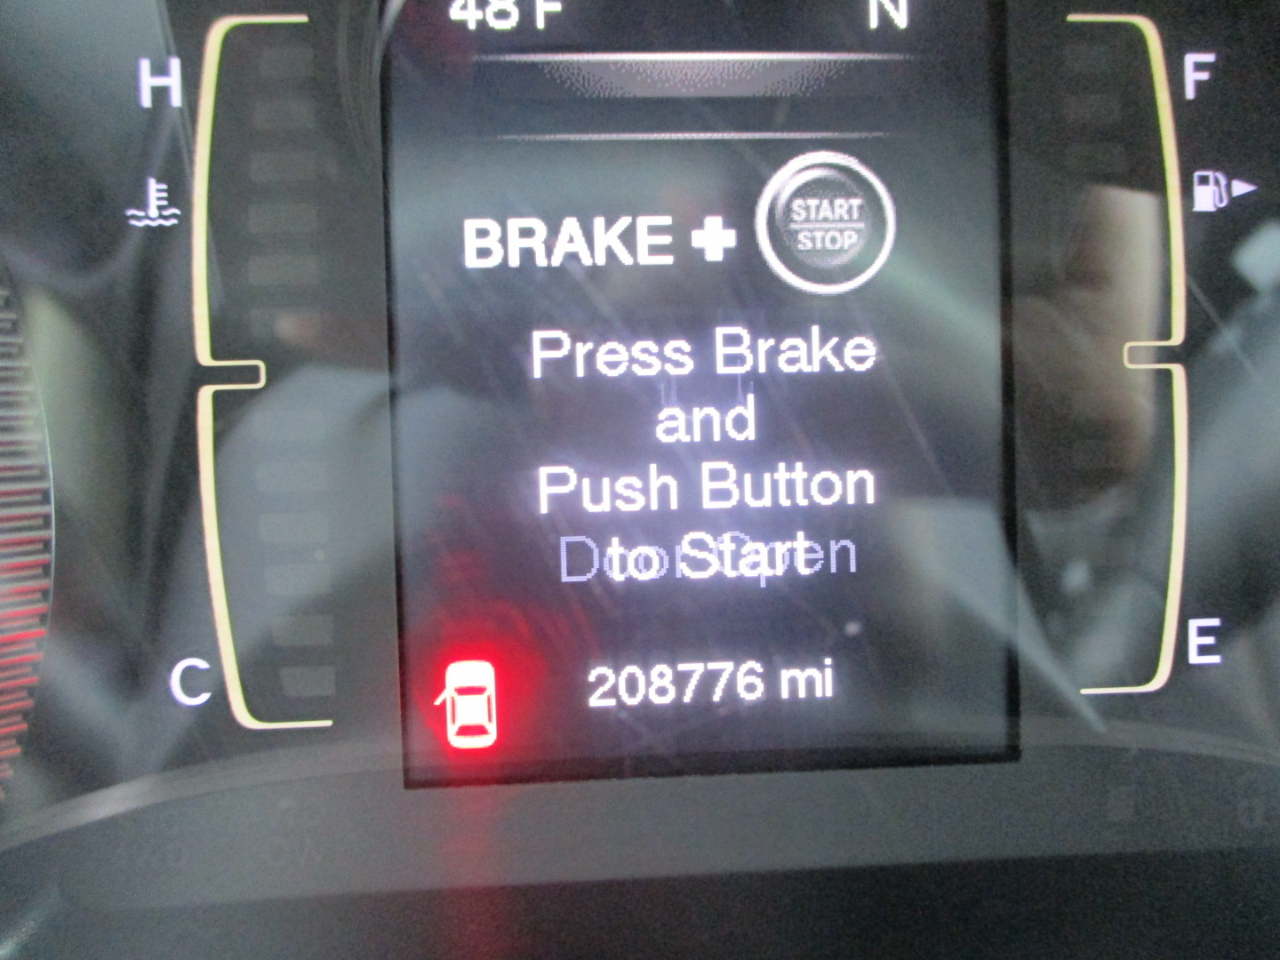 48 F N
H F
BRAKE + START
STOP
Press Brake
and
Push Button
to Start
Door Open
C E
208776 mi